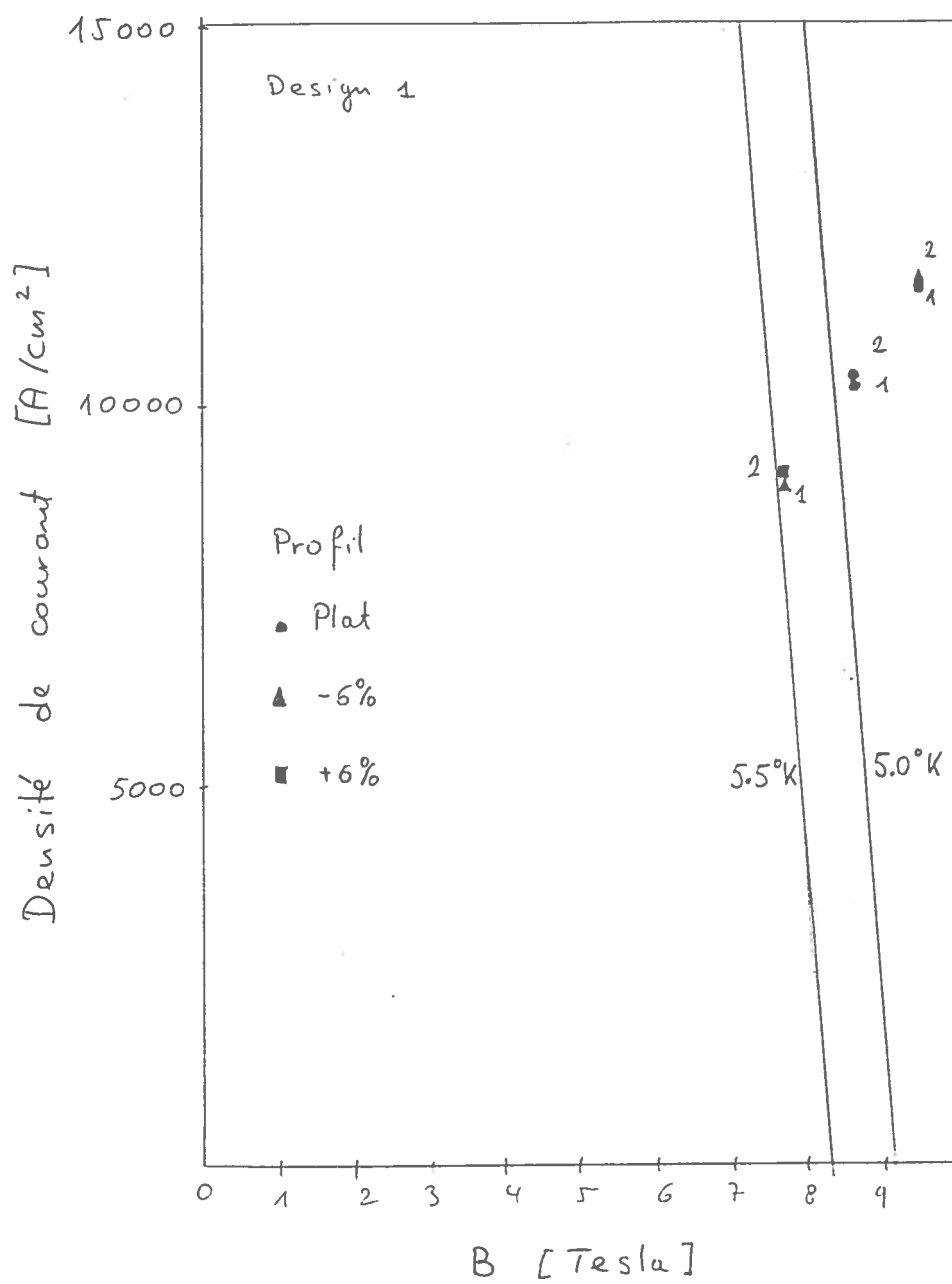 15000
Design 1
2
1
2
10000
1
2
1
Densité de courant [A/cm²]
Profil
Plat
-6%
+6%
5000
5.5°K
5.0°K
0 1 2 3 4 5 6 7 8 9
B [Tesla]